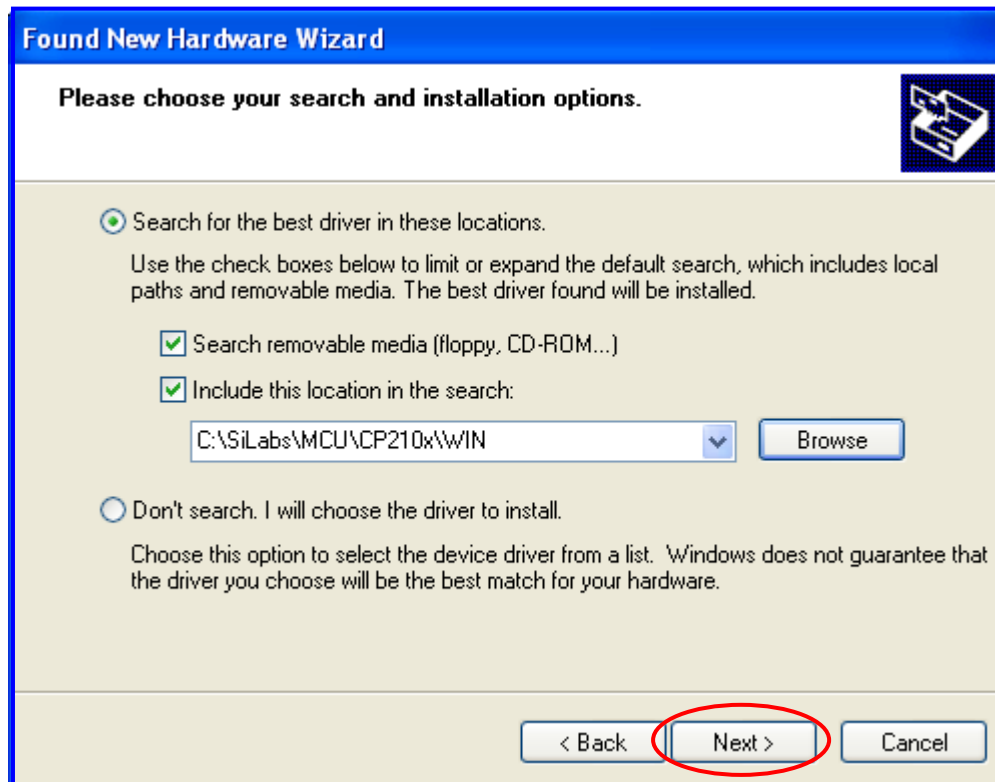 Found New Hardware Wizard
Please choose your search and installation options.
Search for the best driver in these locations.
Use the check boxes below to limit or expand the default search, which includes local
paths and removable media. The best driver found will be installed.
Search removable media (floppy, CD-ROM...)
Include this location in the search:
C:\SiLabs\MCU\CP210x\WIN
Browse
Don't search. I will choose the driver to install.
Choose this option to select the device driver from a list.  Windows does not guarantee that
the driver you choose will be the best match for your hardware.
< Back Next > Cancel